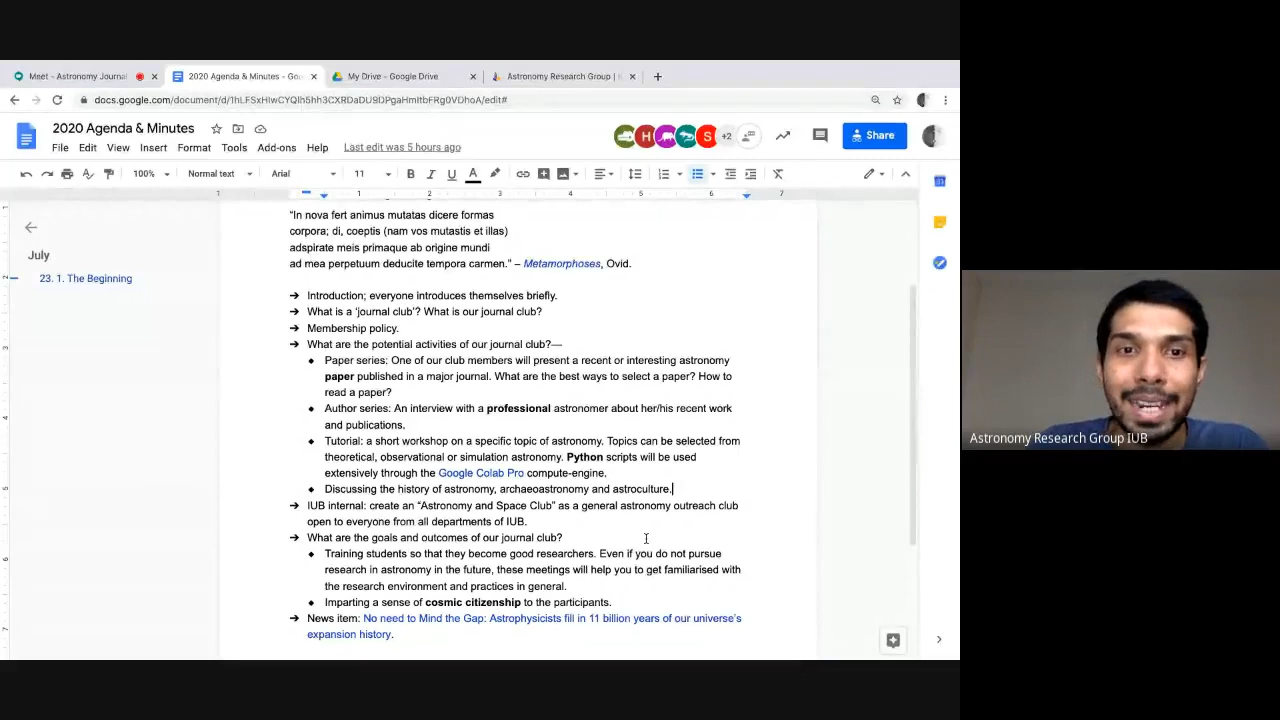 Meet - Astronomy Journal
2020 Agenda & Minutes - Goo
My Drive - Google Drive
Astronomy Research Group | I
2020 Agenda & Minutes
File Edit View Insert Format Tools Add-ons Help Last edit was 5 hours ago
H S +2
Share
100% Normal text Arial 11 B I U A
1 1 2 3 4 5 6 7
July
23. 1. The Beginning
“In nova fert animus mutatas dicere formas
corpora; di, coeptis (nam vos mutastis et illas)
adspirate meis primaque ab origine mundi
ad mea perpetuum deducite tempora carmen.” – Metamorphoses, Ovid.
➔ Introduction; everyone introduces themselves briefly.
➔ What is a ‘journal club’? What is our journal club?
➔ Membership policy.
➔ What are the potential activities of our journal club?—
◆ Paper series: One of our club members will present a recent or interesting astronomy
paper published in a major journal. What are the best ways to select a paper? How to
read a paper?
◆ Author series: An interview with a professional astronomer about her/his recent work
and publications.
◆ Tutorial: a short workshop on a specific topic of astronomy. Topics can be selected from
theoretical, observational or simulation astronomy. Python scripts will be used
extensively through the Google Colab Pro compute-engine.
◆ Discussing the history of astronomy, archaeoastronomy and astroculture.
➔ IUB internal: create an “Astronomy and Space Club” as a general astronomy outreach club
open to everyone from all departments of IUB.
➔ What are the goals and outcomes of our journal club?
◆ Training students so that they become good researchers. Even if you do not pursue
research in astronomy in the future, these meetings will help you to get familiarised with
the research environment and practices in general.
◆ Imparting a sense of cosmic citizenship to the participants.
➔ News item: No need to Mind the Gap: Astrophysicists fill in 11 billion years of our universe’s
expansion history.
Astronomy Research Group IUB